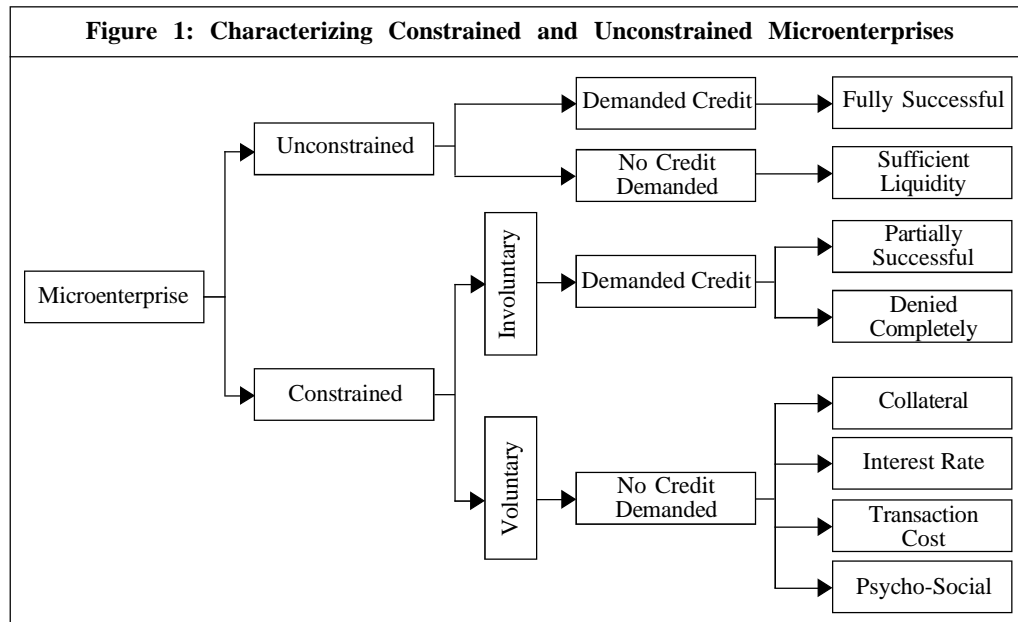 Figure 1: Characterizing Constrained and Unconstrained Microenterprises
Microenterprise
Unconstrained
Demanded Credit
Fully Successful
No Credit
Demanded
Sufficient
Liquidity
Constrained
Involuntary
Demanded Credit
Partially
Successful
Denied
Completely
Voluntary
No Credit
Demanded
Collateral
Interest Rate
Transaction
Cost
Psycho-Social